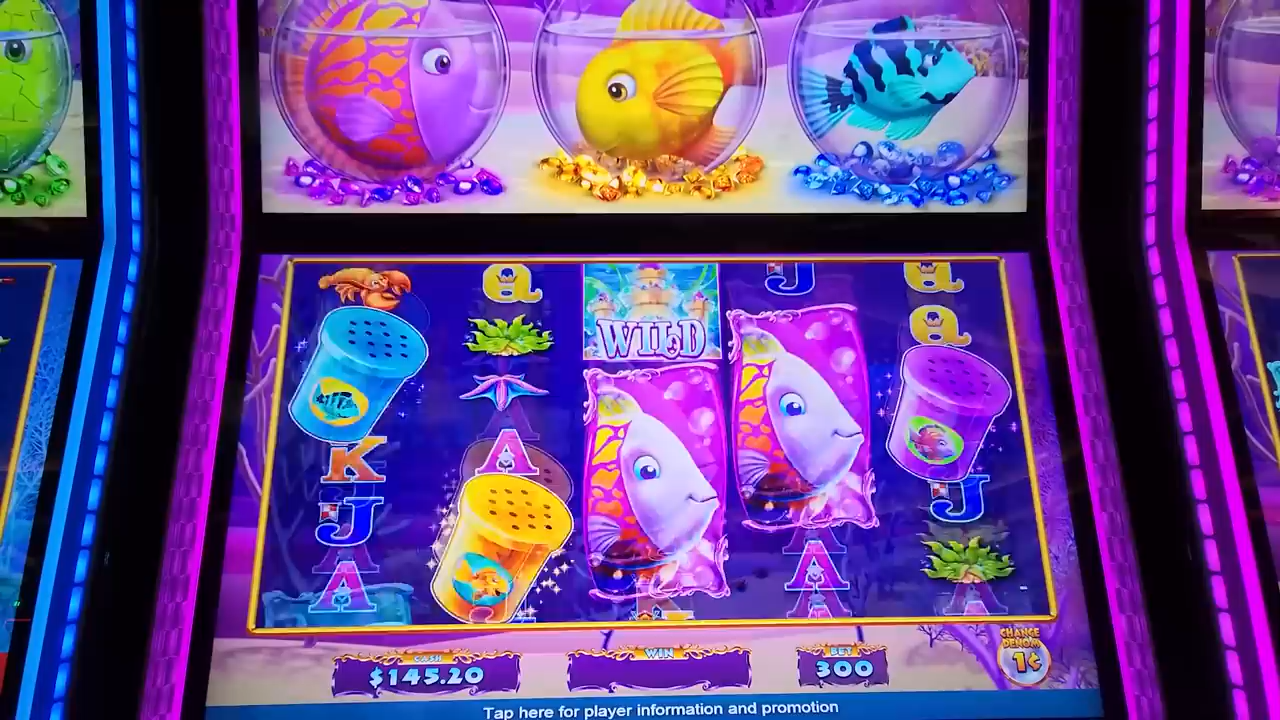 Q
J
Q
Q
WILD
A
K
J
J
A
A
A
CASH
$145.20
WIN
BET
300
CHANGE
DENOM
1¢
Tap here for player information and promotion